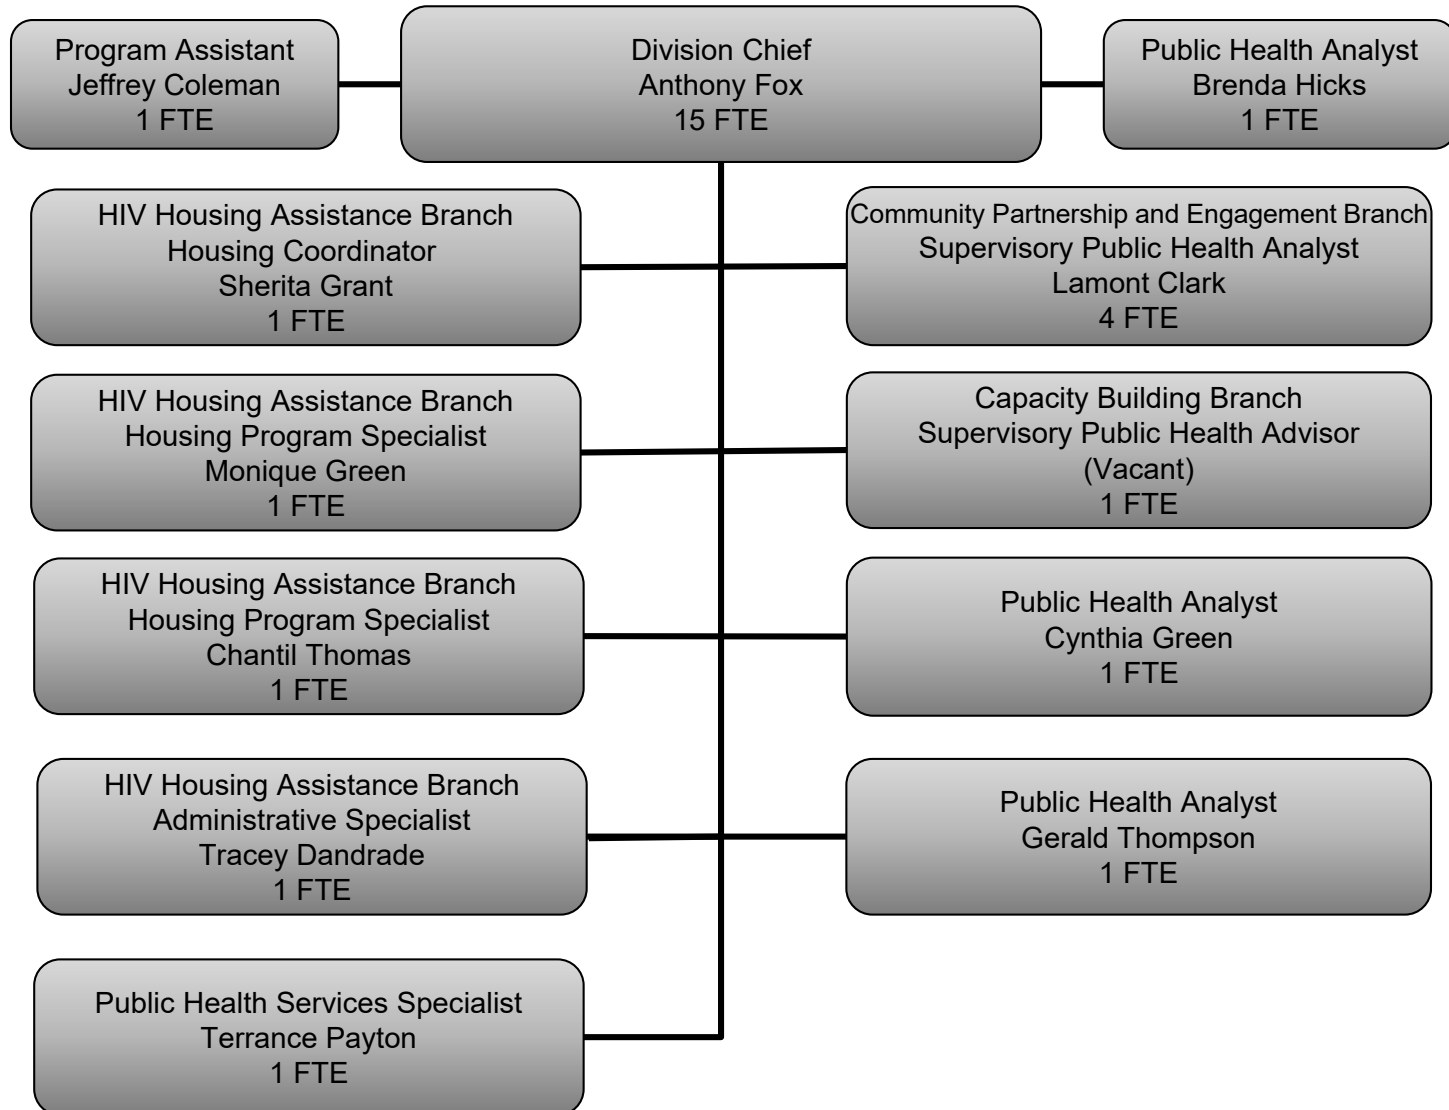 Program Assistant
Jeffrey Coleman
1 FTE
Division Chief
Anthony Fox
15 FTE
Public Health Analyst
Brenda Hicks
1 FTE
HIV Housing Assistance Branch
Housing Coordinator
Sherita Grant
1 FTE
Community Partnership and Engagement Branch
Supervisory Public Health Analyst
Lamont Clark
4 FTE
HIV Housing Assistance Branch
Housing Program Specialist
Monique Green
1 FTE
Capacity Building Branch
Supervisory Public Health Advisor
(Vacant)
1 FTE
HIV Housing Assistance Branch
Housing Program Specialist
Chantil Thomas
1 FTE
Public Health Analyst
Cynthia Green
1 FTE
HIV Housing Assistance Branch
Administrative Specialist
Tracey Dandrade
1 FTE
Public Health Analyst
Gerald Thompson
1 FTE
Public Health Services Specialist
Terrance Payton
1 FTE